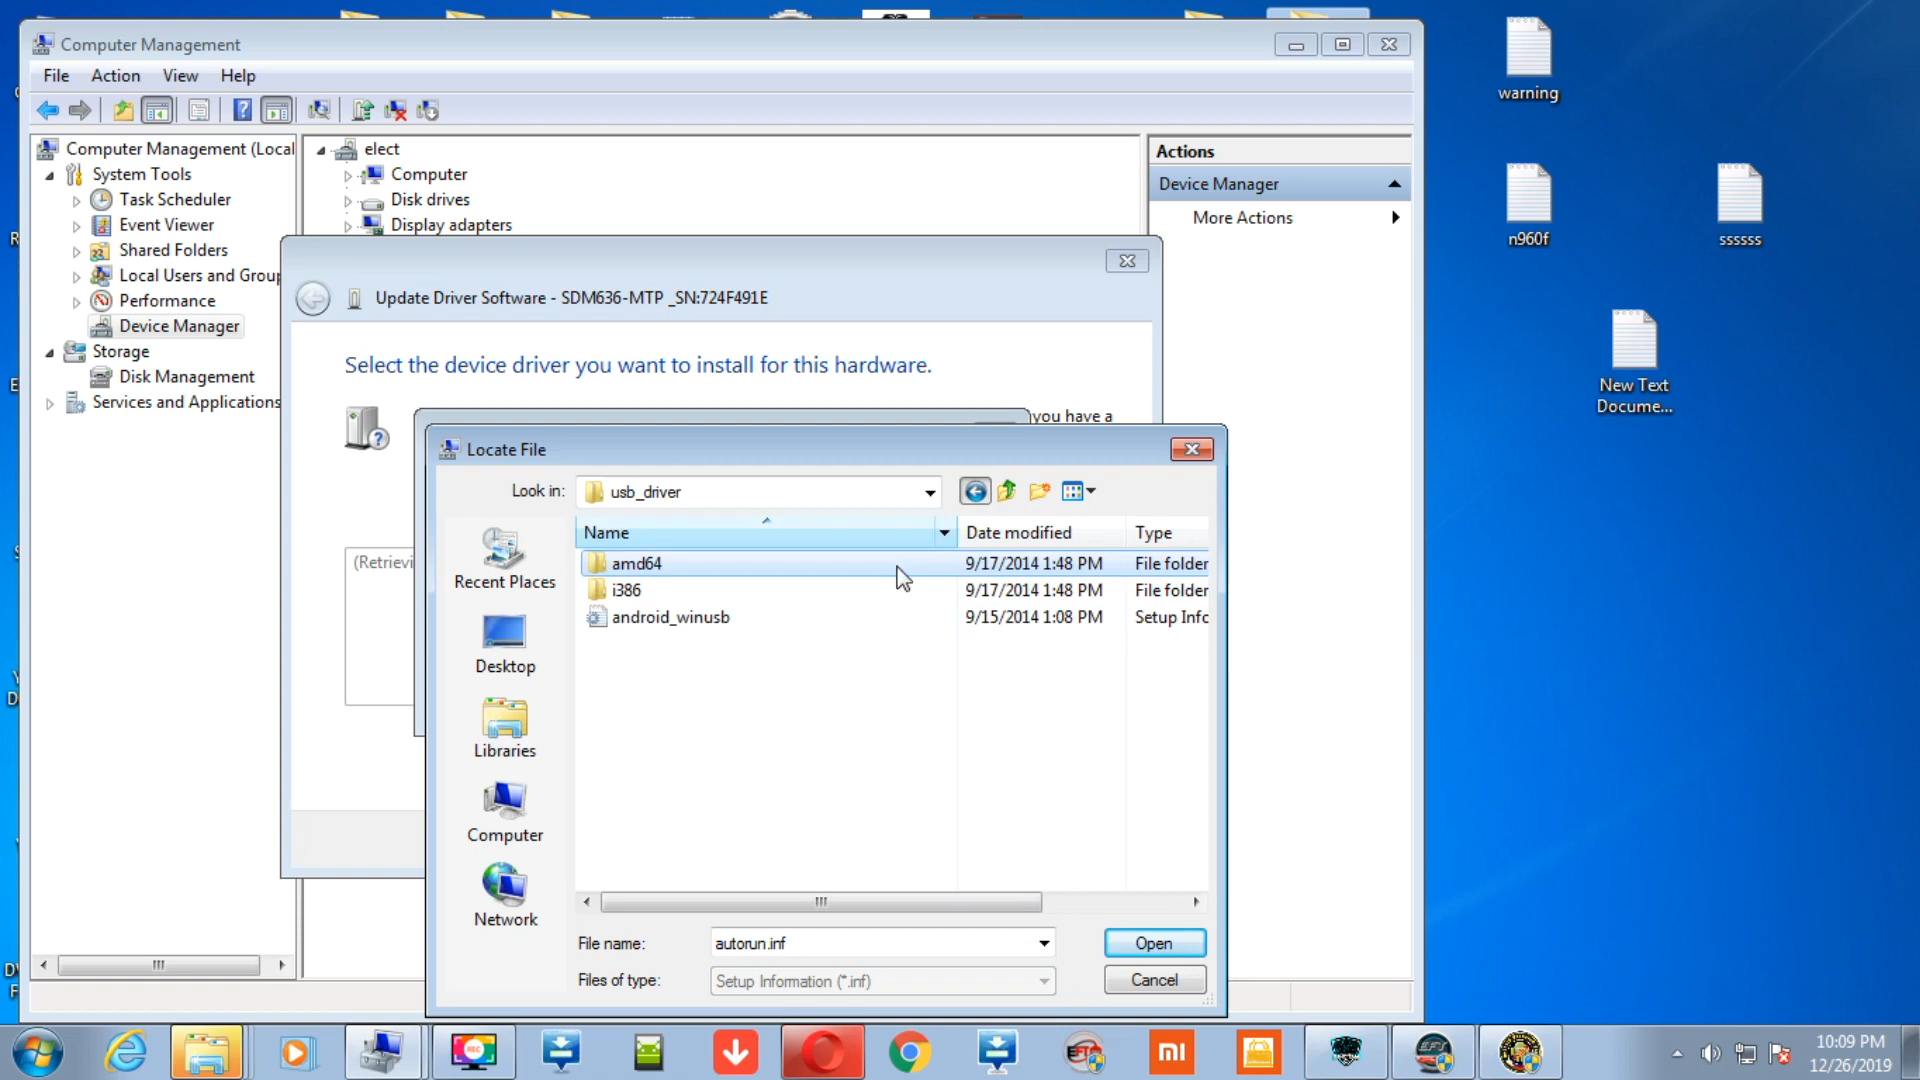 Computer Management
File Action View Help
Computer Management (Local
System Tools
Task Scheduler
Event Viewer
Shared Folders
Local Users and Group
Performance
Device Manager
Storage
Disk Management
Services and Applications
elect
Computer
Disk drives
Display adapters
Actions
Device Manager
More Actions
warning
n960f
ssssss
New Text
Docume...
Update Driver Software - SDM636-MTP _SN:724F491E
Select the device driver you want to install for this hardware.
you have a
(Retrievi
Locate File
Look in: usb_driver
Name Date modified Type
amd64 9/17/2014 1:48 PM File folder
i386 9/17/2014 1:48 PM File folder
android_winusb 9/15/2014 1:08 PM Setup Info
Recent Places
Desktop
Libraries
Computer
Network
File name: autorun.inf Open
Files of type: Setup Information (*.inf) Cancel
REC
EFT
mi
EFT
10:09 PM
12/26/2019